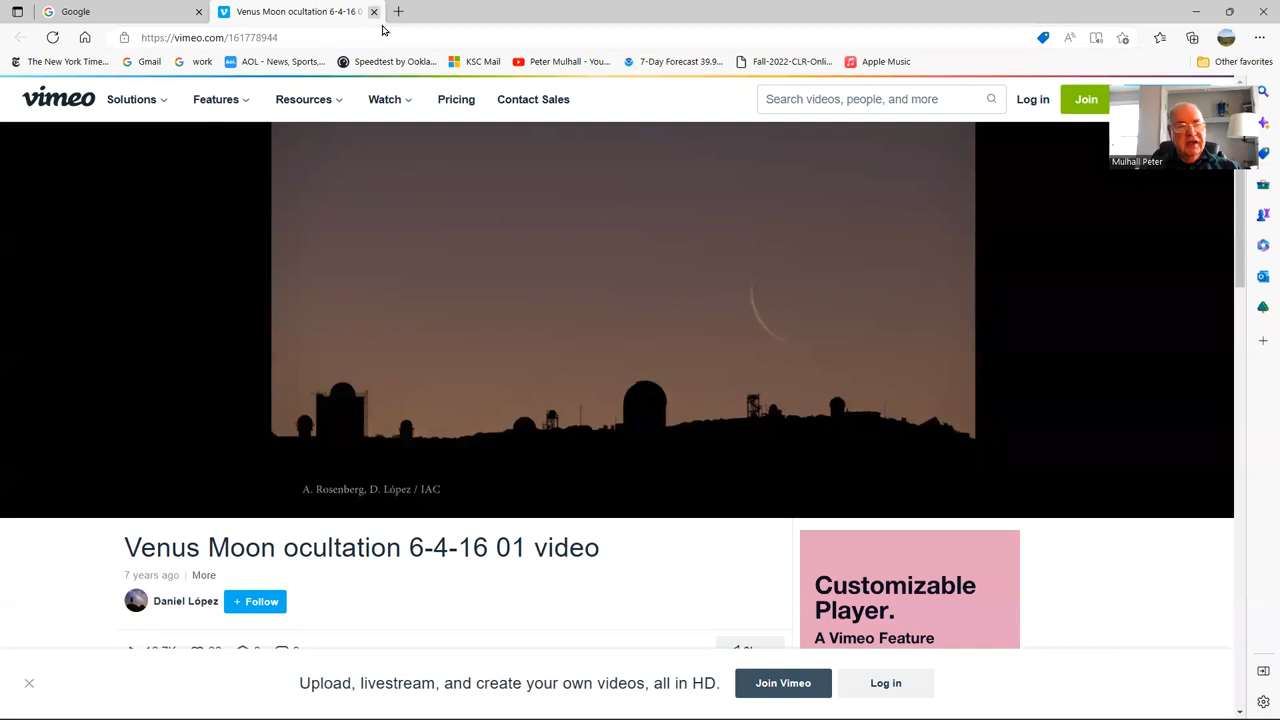 Google
Venus Moon ocultation 6-4-16 0
https://vimeo.com/161778944
The New York Time...
Gmail
work
AOL - News, Sports,...
Speedtest by Ookla...
KSC Mail
Peter Mulhall - You...
7-Day Forecast 39.9...
Fall-2022-CLR-Onli...
Apple Music
Other favorites
vimeo
Solutions
Features
Resources
Watch
Pricing
Contact Sales
Search videos, people, and more
Log in
Join
Mulhall Peter
A. Rosenberg, D. López / IAC
Venus Moon ocultation 6-4-16 01 video
7 years ago | More
Daniel López
+ Follow
Customizable
Player.
A Vimeo Feature
Upload, livestream, and create your own videos, all in HD.
Join Vimeo
Log in